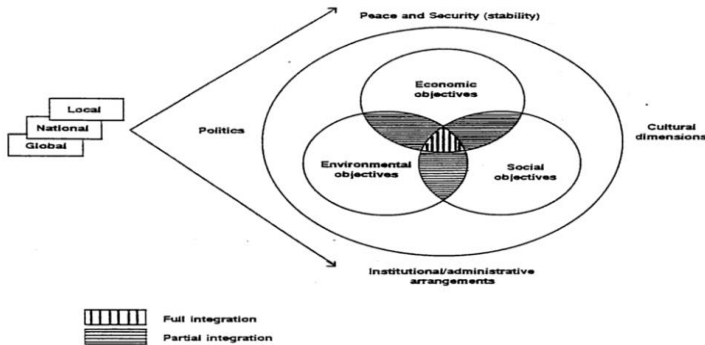 Peace and Security (stability)
Economic
objectives
Local
National
Global
Politics
Cultural
dimensions
Environmental
objectives
Social
objectives
Institutional/administrative
arrangements
Full integration
Partial integration